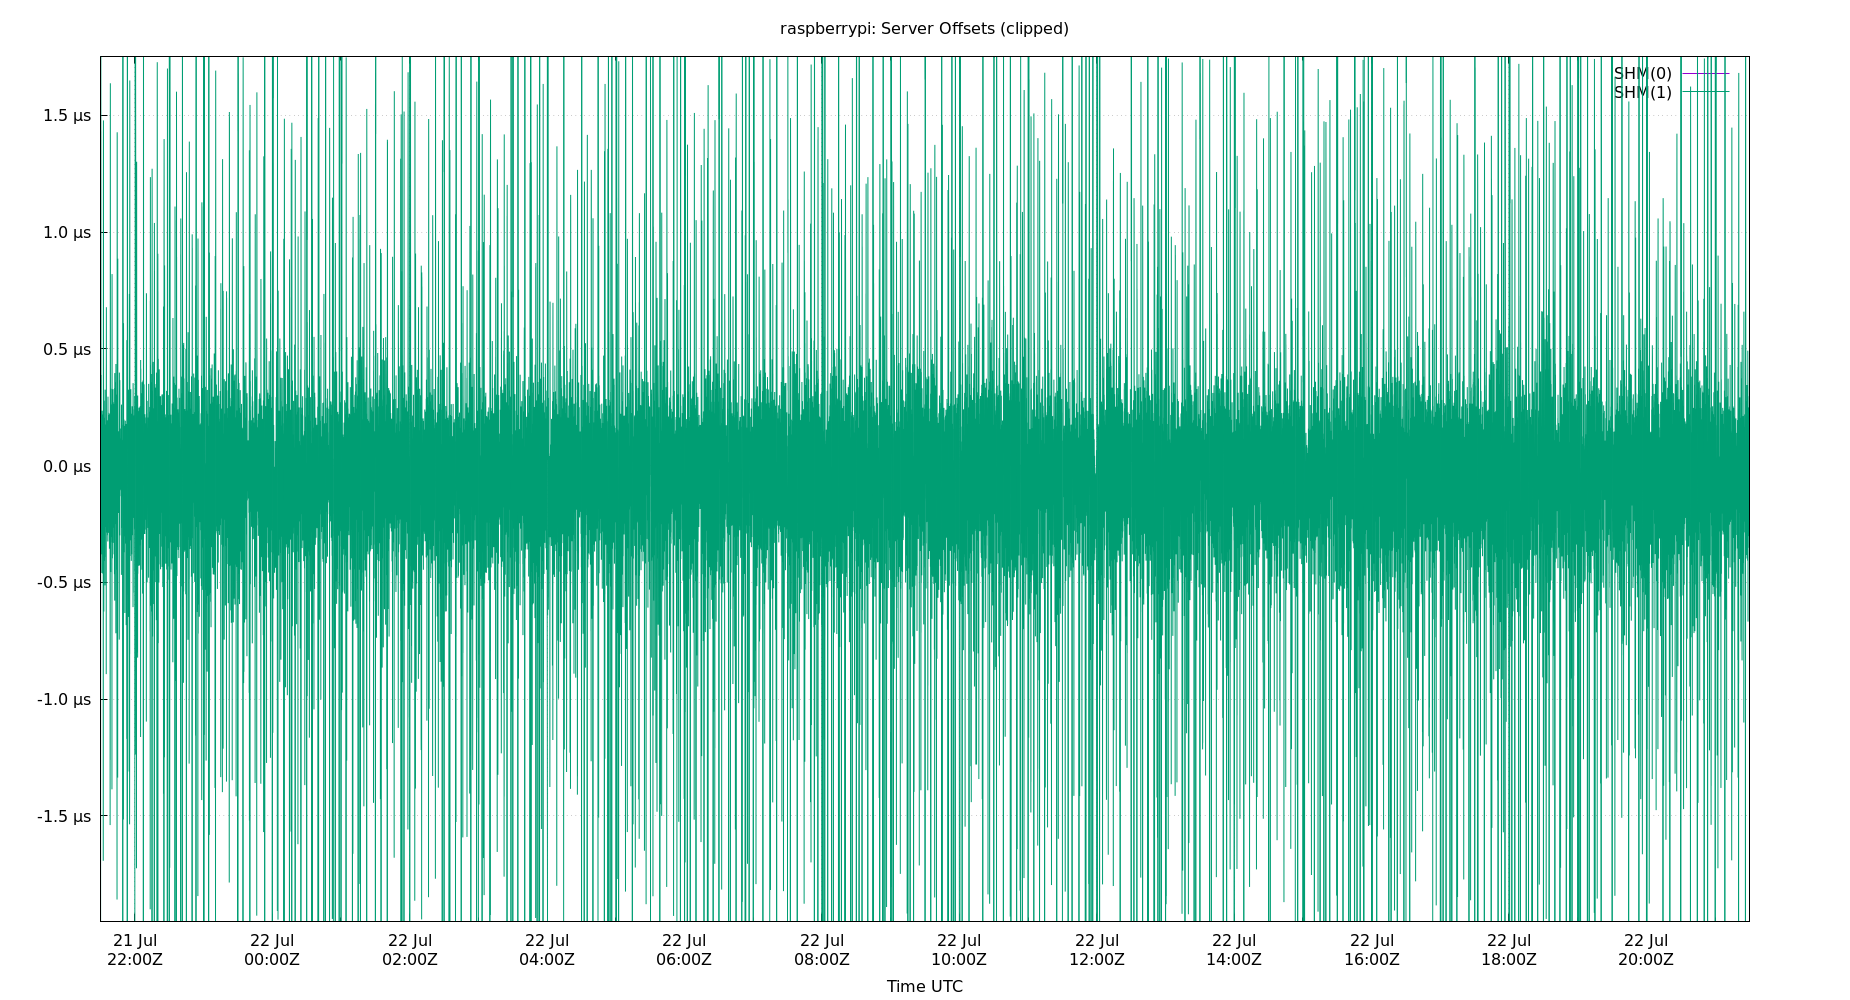 raspberrypi: Server Offsets (clipped)
SHM(0)
SHM(1)
1.5 µs
1.0 µs
0.5 µs
0.0 µs
-0.5 µs
-1.0 µs
-1.5 µs
21 Jul 22 Jul 22 Jul 22 Jul 22 Jul 22 Jul 22 Jul 22 Jul 22 Jul 22 Jul 22 Jul 22 Jul
22:00Z 00:00Z 02:00Z 04:00Z 06:00Z 08:00Z 10:00Z 12:00Z 14:00Z 16:00Z 18:00Z 20:00Z
Time UTC